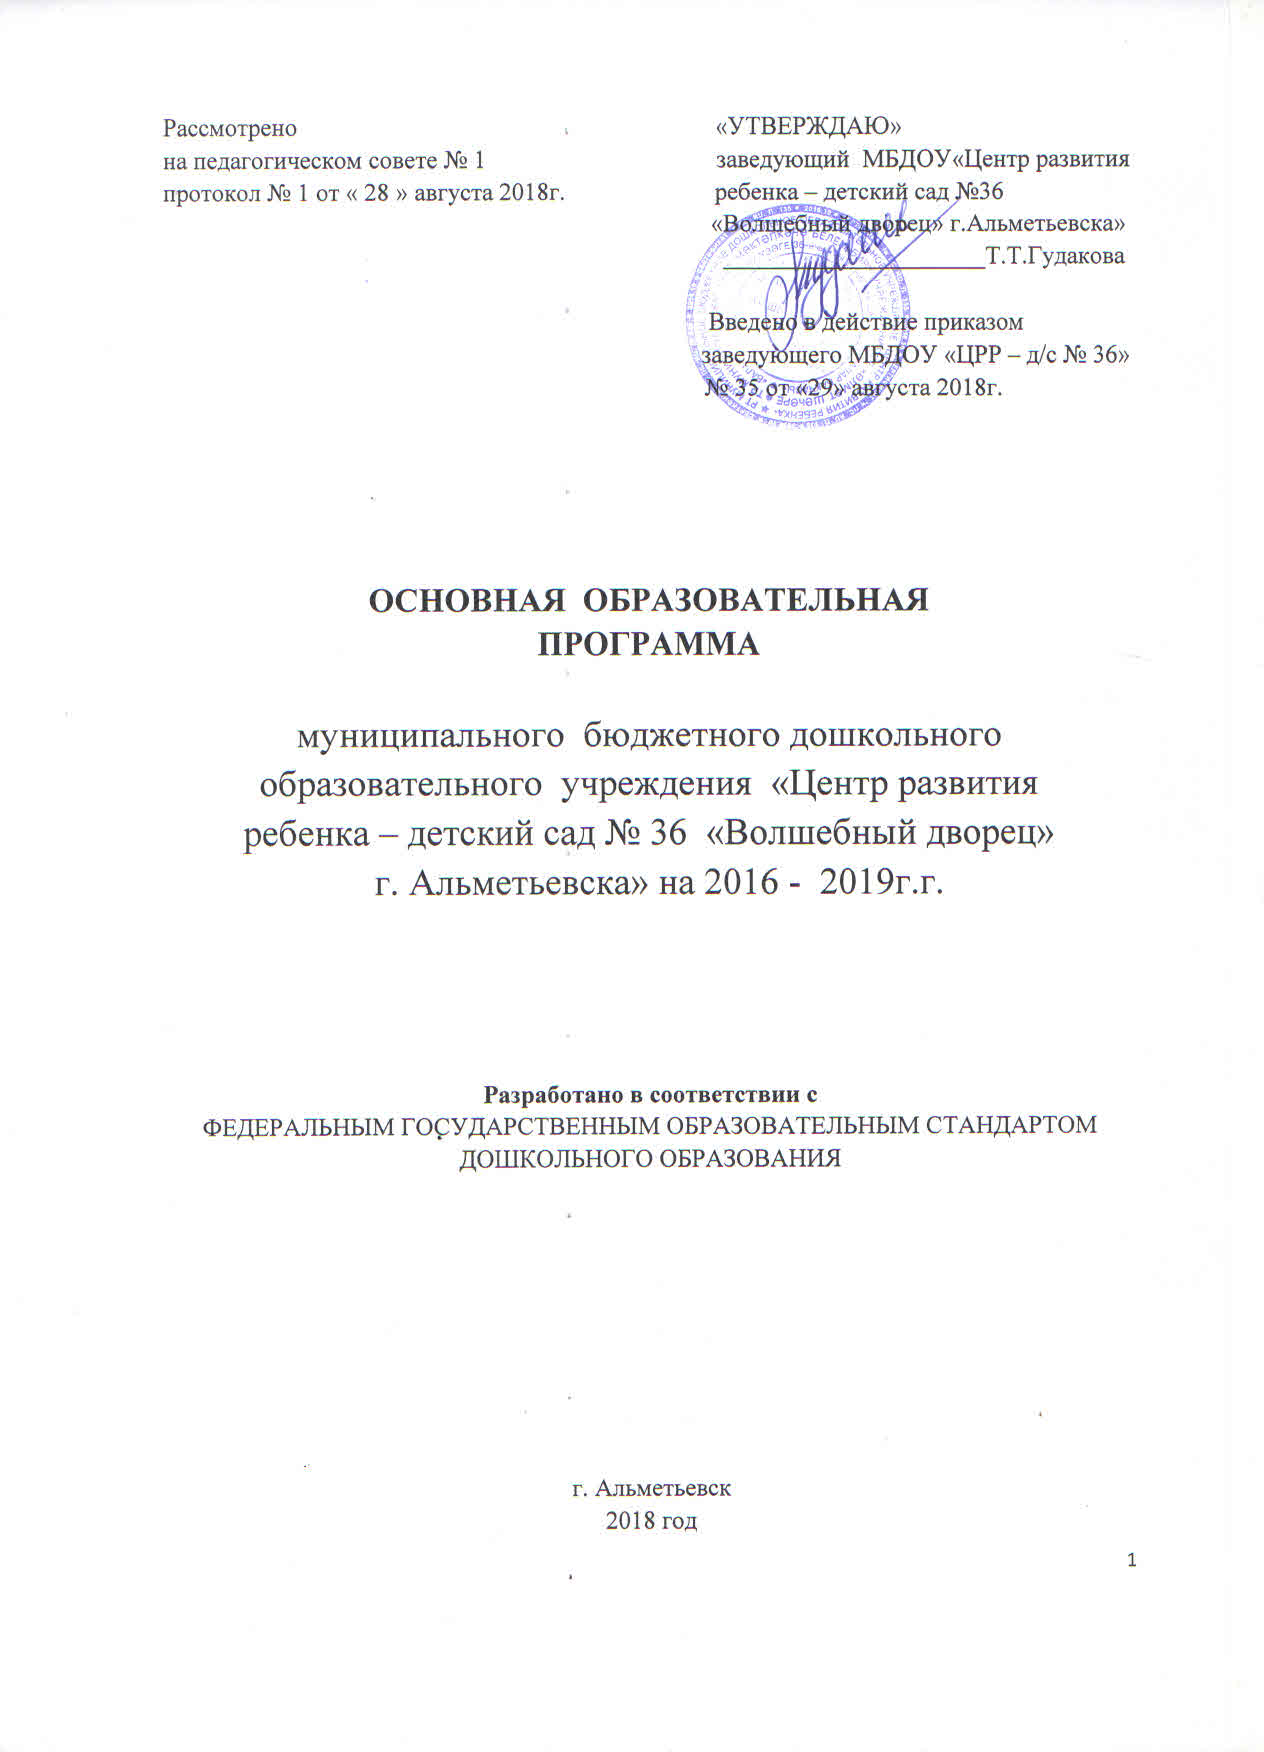 Рассмотрено
на педагогическом совете № 1
протокол № 1 от « 28 » августа 2018г.
«УТВЕРЖДАЮ»
заведующий МБДОУ«Центр развития
ребенка – детский сад №36
«Волшебный дворец» г.Альметьевска»
_____________________Т.Т.Гудакова
Введено в действие приказом
заведующего МБДОУ «ЦРР – д/с № 36»
№ 35 от «29» августа 2018г.
ОСНОВНАЯ ОБРАЗОВАТЕЛЬНАЯ
ПРОГРАММА
муниципального бюджетного дошкольного
образовательного учреждения «Центр развития
ребенка – детский сад № 36 «Волшебный дворец»
г. Альметьевска» на 2016 - 2019г.г.
Разработано в соответствии с
ФЕДЕРАЛЬНЫМ ГОСУДАРСТВЕННЫМ ОБРАЗОВАТЕЛЬНЫМ СТАНДАРТОМ
ДОШКОЛЬНОГО ОБРАЗОВАНИЯ
г. Альметьевск
2018 год
1